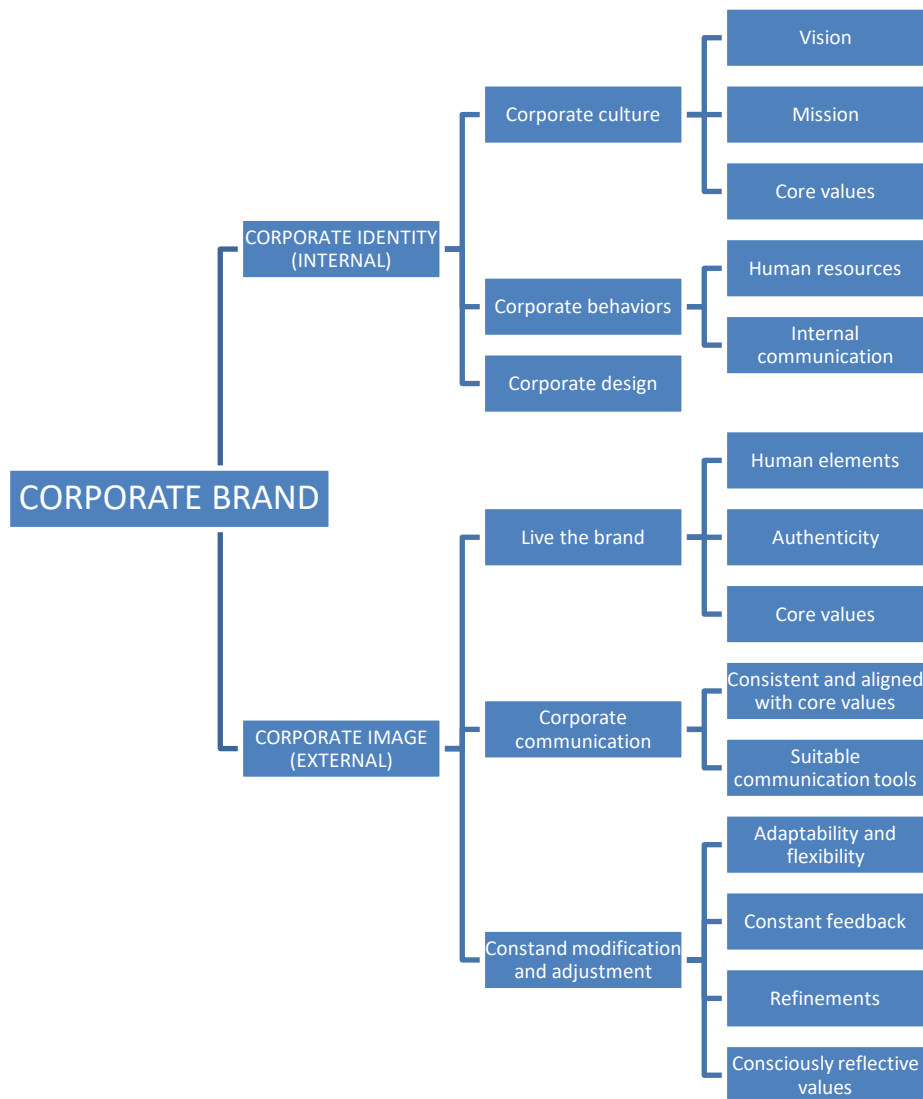 Vision
Corporate culture
Mission
Core values
CORPORATE IDENTITY
(INTERNAL)
Human resources
Corporate behaviors
Internal
communication
Corporate design
CORPORATE BRAND
Human elements
Live the brand
Authenticity
Core values
Consistent and aligned
with core values
CORPORATE IMAGE
(EXTERNAL)
Corporate
communication
Suitable
communication tools
Adaptability and
flexibility
Constant feedback
Constand modification
and adjustment
Refinements
Consciously reflective
values